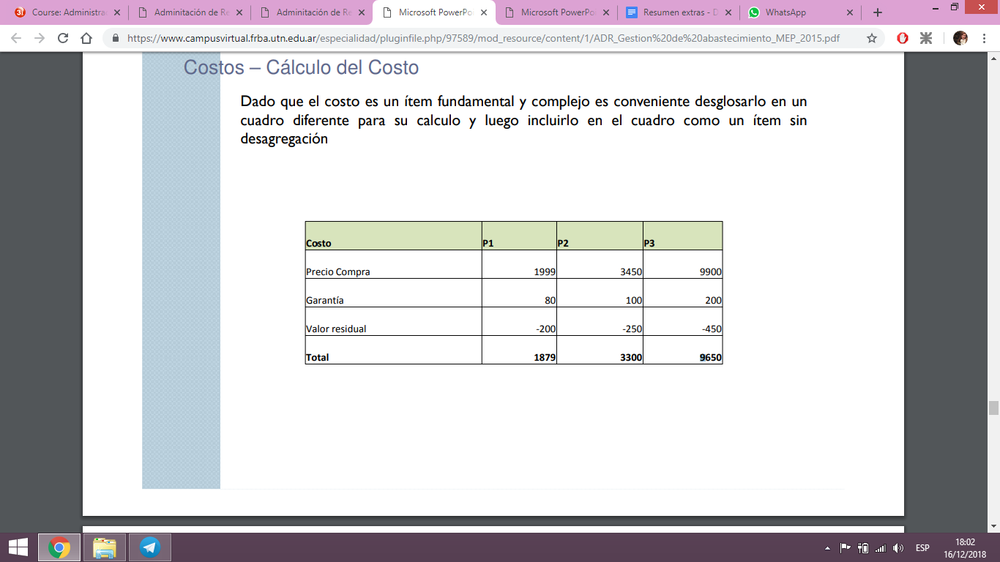 Course: Administra
Adminitación de Re
Adminitación de Re
Microsoft PowerPo
Microsoft PowerPo
Resumen extras - D
WhatsApp
https://www.campusvirtual.frba.utn.edu.ar/especialidad/pluginfile.php/97589/mod_resource/content/1/ADR_Gestion%20de%20abastecimiento_MEP_2015.pdf
Costos – Cálculo del Costo
Dado que el costo es un ítem fundamental y complejo es conveniente desglosarlo en un
cuadro diferente para su calculo y luego incluirlo en el cuadro como un ítem sin
desagregación
Costo P1 P2 P3
Precio Compra 1999 3450 9900
Garantía 80 100 200
Valor residual -200 -250 -450
Total 1879 3300 9650
ESP
18:02
16/12/2018